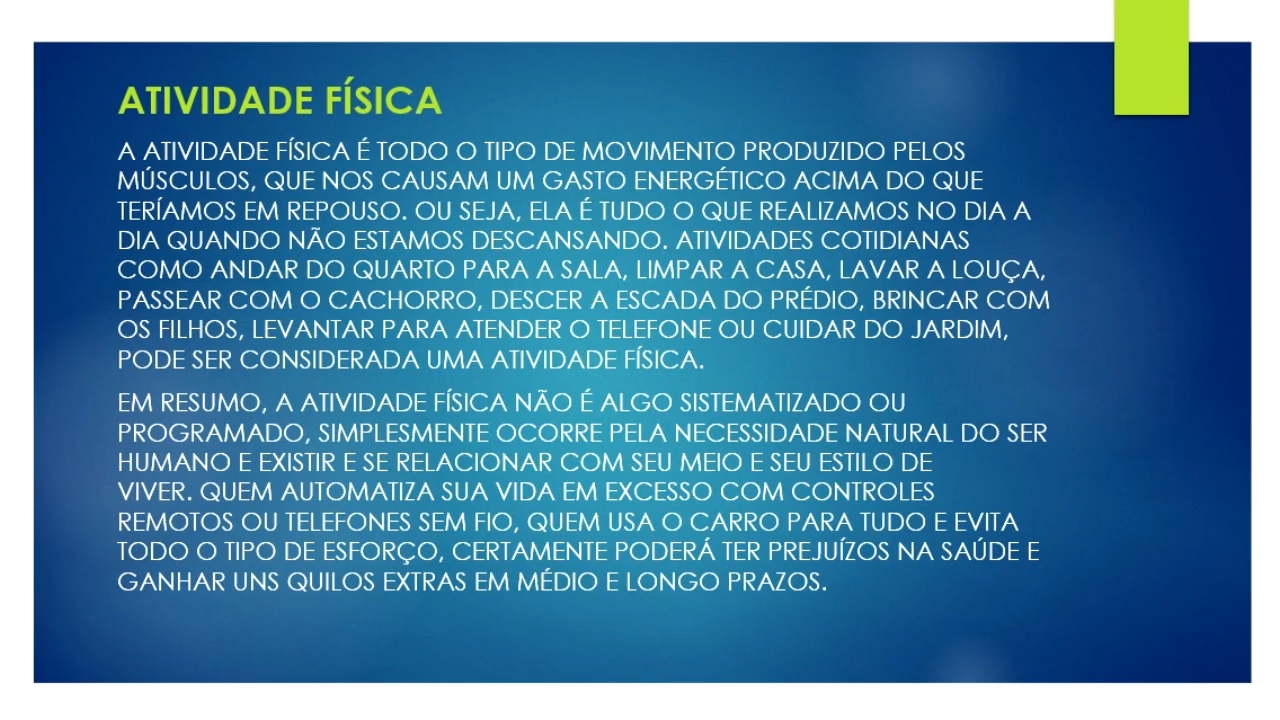 ATIVIDADE FÍSICA
A ATIVIDADE FÍSICA É TODO O TIPO DE MOVIMENTO PRODUZIDO PELOS
MÚSCULOS, QUE NOS CAUSAM UM GASTO ENERGÉTICO ACIMA DO QUE
TERÍAMOS EM REPOUSO. OU SEJA, ELA É TUDO O QUE REALIZAMOS NO DIA A
DIA QUANDO NÃO ESTAMOS DESCANSANDO. ATIVIDADES COTIDIANAS
COMO ANDAR DO QUARTO PARA A SALA, LIMPAR A CASA, LAVAR A LOUÇA,
PASSEAR COM O CACHORRO, DESCER A ESCADA DO PRÉDIO, BRINCAR COM
OS FILHOS, LEVANTAR PARA ATENDER O TELEFONE OU CUIDAR DO JARDIM,
PODE SER CONSIDERADA UMA ATIVIDADE FÍSICA.
EM RESUMO, A ATIVIDADE FÍSICA NÃO É ALGO SISTEMATIZADO OU
PROGRAMADO, SIMPLESMENTE OCORRE PELA NECESSIDADE NATURAL DO SER
HUMANO E EXISTIR E SE RELACIONAR COM SEU MEIO E SEU ESTILO DE
VIVER. QUEM AUTOMATIZA SUA VIDA EM EXCESSO COM CONTROLES
REMOTOS OU TELEFONES SEM FIO, QUEM USA O CARRO PARA TUDO E EVITA
TODO O TIPO DE ESFORÇO, CERTAMENTE PODERÁ TER PREJUÍZOS NA SAÚDE E
GANHAR UNS QUILOS EXTRAS EM MÉDIO E LONGO PRAZOS.